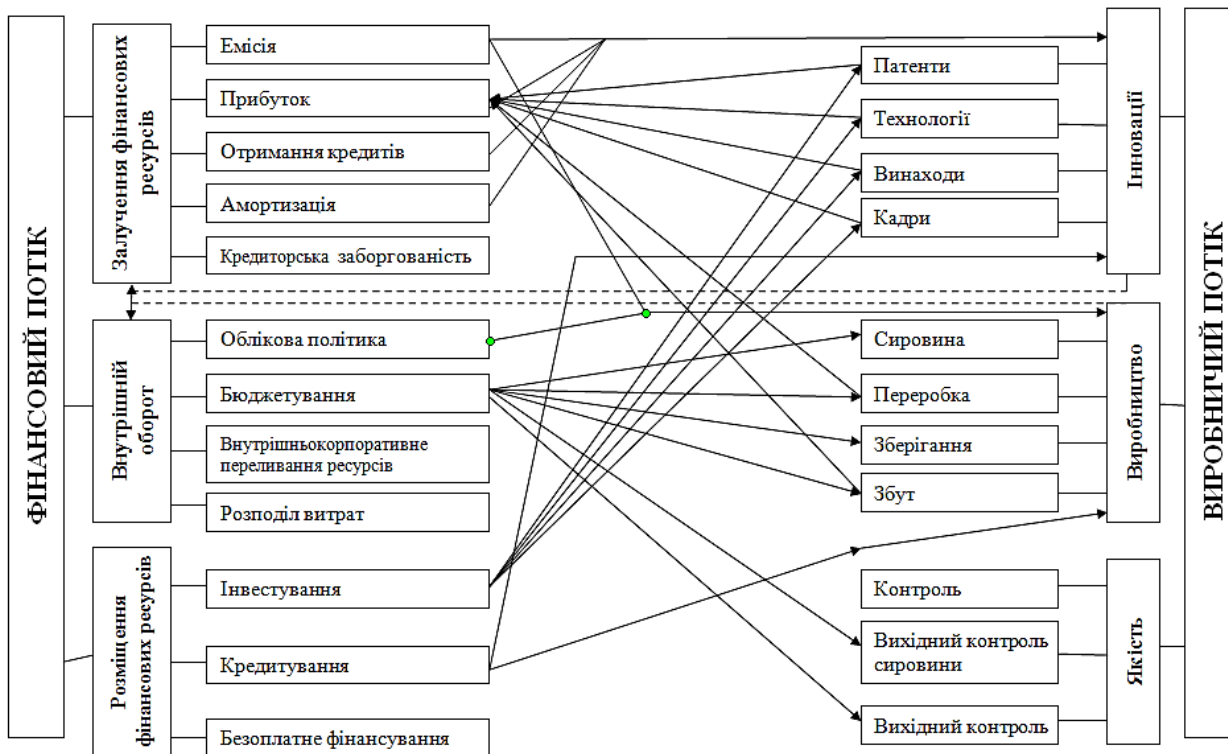 ФІНАНСОВИЙ ПОТІК
Залучення фінансових
ресурсів
Емісія
Прибуток
Отримання кредитів
Амортизація
Кредиторська заборгованість
Внутрішній
оборот
Облікова політика
Бюджетування
Внутрішньокорпоративне
переливання ресурсів
Розподіл витрат
Розміщення
фінансових ресурсів
Інвестування
Кредитування
Безоплатне фінансування
Патенти
Технології
Винаходи
Кадри
Інновації
Сировина
Переробка
Зберігання
Збут
Виробництво
Контроль
Вихідний контроль
сировини
Вихідний контроль
Якість
ВИРОБНИЧИЙ ПОТІК